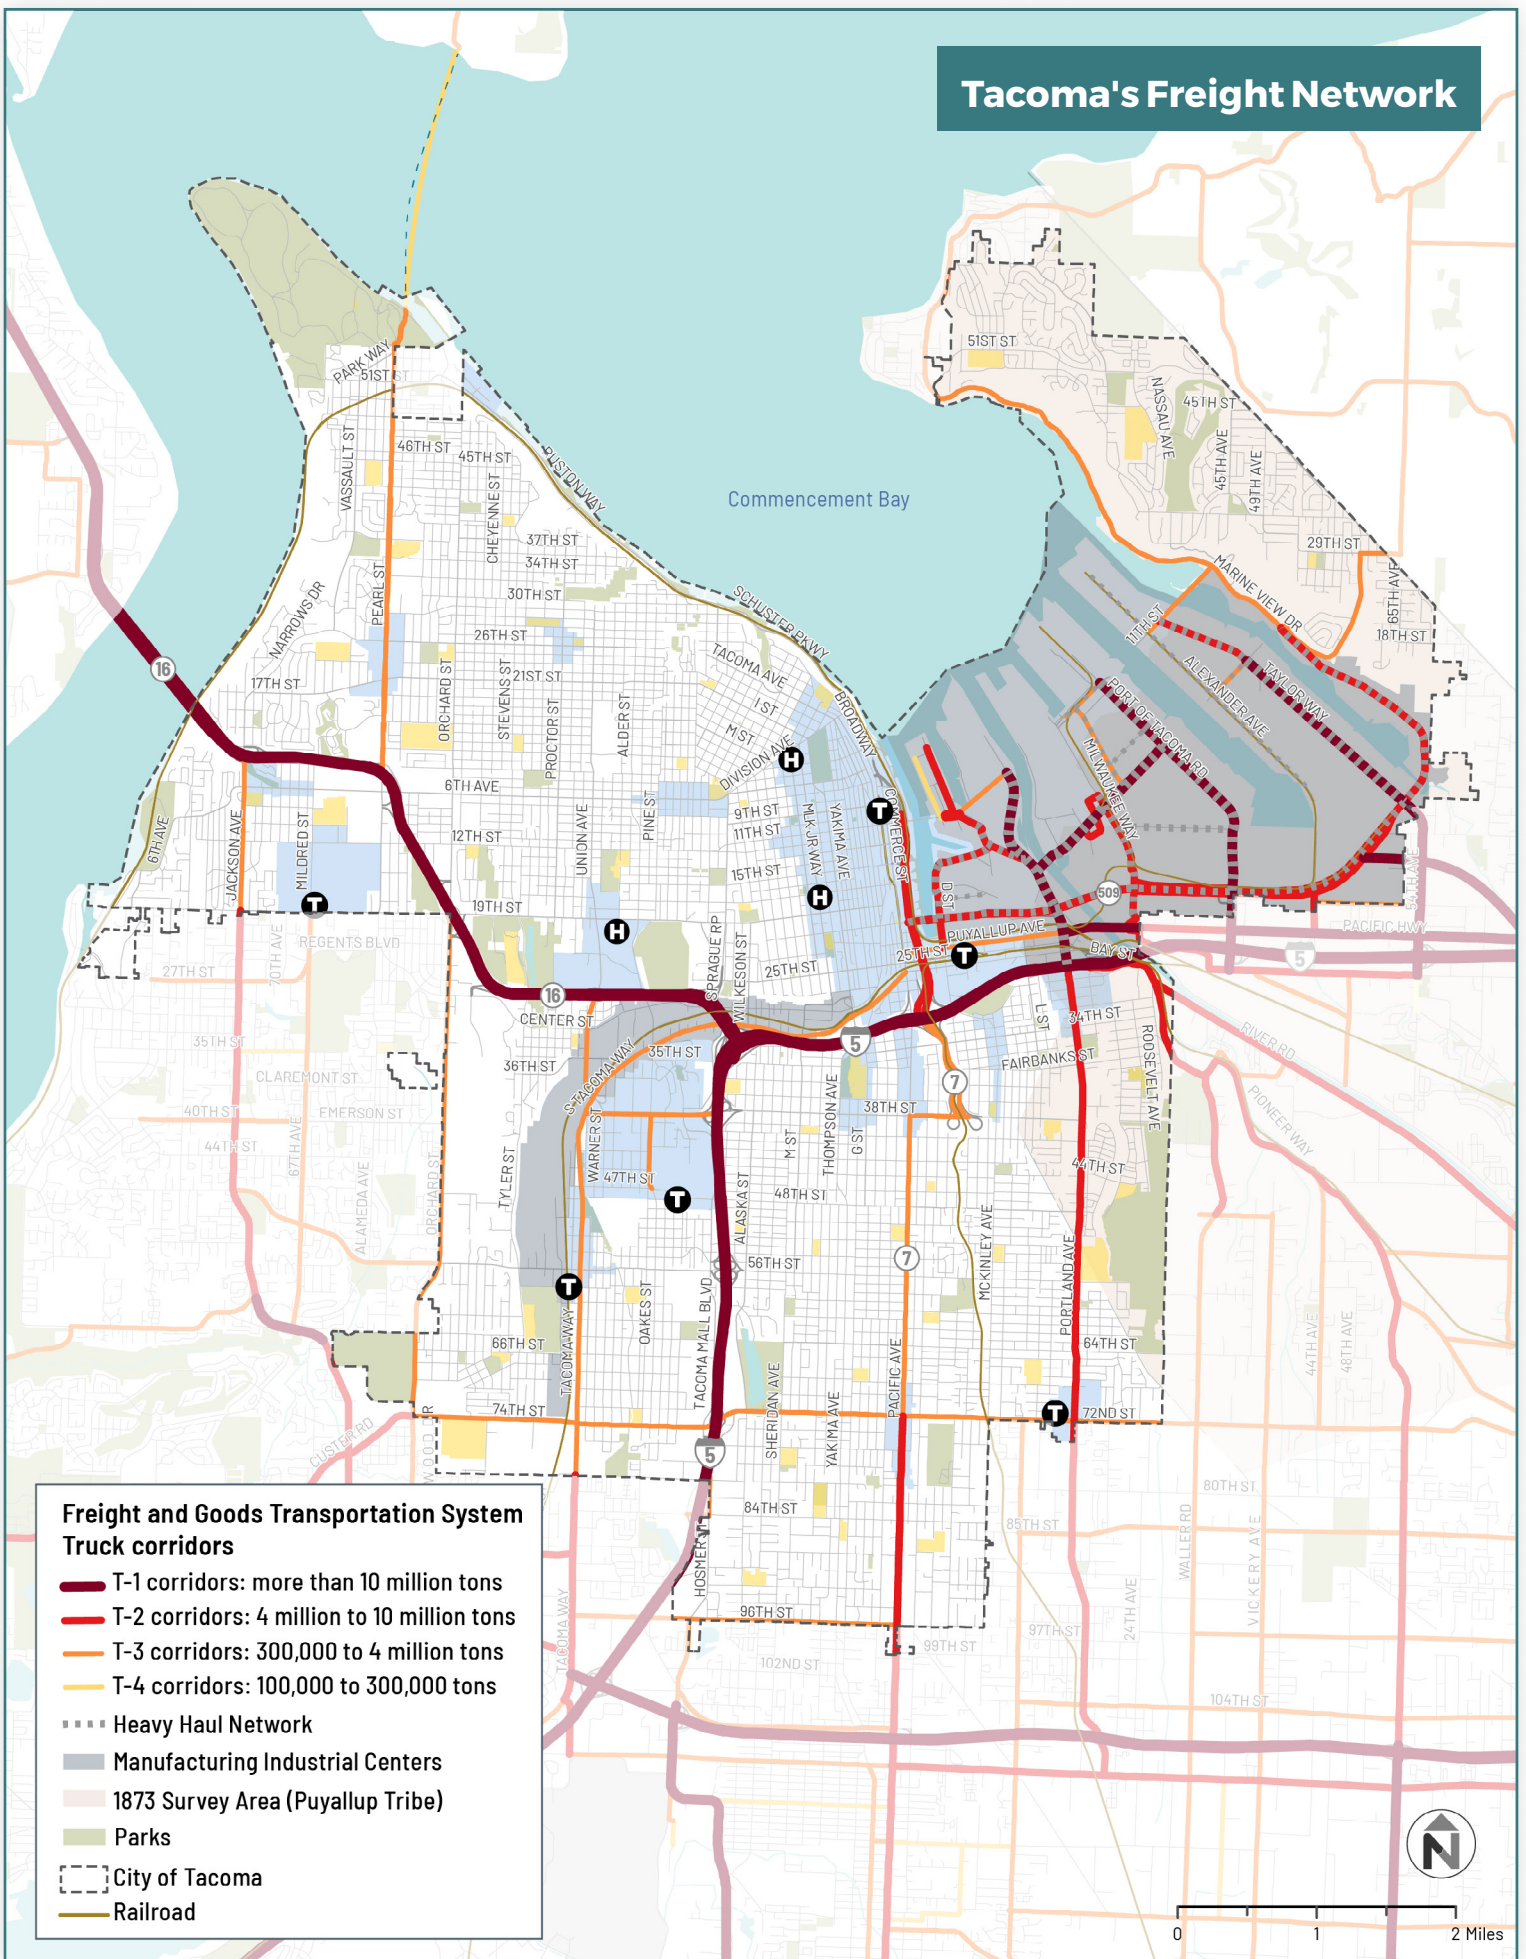 Tacoma's Freight Network
51ST ST
PARK WAY
51ST ST
NASSAU AVE
45TH ST
45TH AVE
49TH AVE
46TH ST
45TH ST
VASSAULT ST
RUSTON WAY
CHEYENNE ST
Commencement Bay
37TH ST
34TH ST
29TH ST
30TH ST
MARINE VIEW DR
65TH AVE
PEARL ST
NARROWS DR
SCHUSTER PKWY
11TH ST
18TH ST
26TH ST
TACOMA AVE
16
17TH ST
21ST ST
ORCHARD ST
STEVENS ST
PROCTOR ST
ALDER ST
I ST
M ST
BROADWAY
ALEXANDER AVE
TAYLOR WAY
PORT OF TACOMA RD
DIVISION AVE
H
MILWAUKEE WAY
6TH AVE
6TH AVE
JACKSON AVE
MILDRED ST
12TH ST
UNION AVE
PINE ST
9TH ST
11TH ST
MLK JR WAY
YAKIMA AVE
T
COMMERCE ST
15TH ST
54TH AVE
T
19TH ST
H
H
D ST
509
REGENTS BLVD
70TH AVE
27TH ST
SPRAGUE RP
WILKESON ST
25TH ST
25TH ST
PUYALLUP AVE
T
BAY ST
PACIFIC HWY
5
16
CENTER ST
L ST
34TH ST
35TH ST
36TH ST
S TACOMA WAY
35TH ST
5
FAIRBANKS ST
ROOSEVELT AVE
RIVER RD
CLAREMONT ST
7
PIONEER WAY
40TH ST
EMERSON ST
38TH ST
44TH ST
67TH AVE
WARNER ST
M ST
THOMPSON AVE
G ST
44TH ST
ALAMEDA AVE
ORCHARD ST
TYLER ST
47TH ST
T
ALASKA ST
48TH ST
MCKINLEY AVE
PORTLAND AVE
56TH ST
7
T
OAKES ST
TACOMA MALL BLVD
66TH ST
TACOMA WAY
SHERIDAN AVE
YAKIMA AVE
PACIFIC AVE
64TH ST
44TH AVE
48TH AVE
74TH ST
T
72ND ST
CUSTER RD
5
84TH ST
80TH ST
85TH ST
WALLER RD
VICKERY AVE
HOSMER ST
24TH AVE
96TH ST
97TH ST
99TH ST
TACOMA WAY
102ND ST
104TH ST
Freight and Goods Transportation System
Truck corridors
T-1 corridors: more than 10 million tons
T-2 corridors: 4 million to 10 million tons
T-3 corridors: 300,000 to 4 million tons
T-4 corridors: 100,000 to 300,000 tons
Heavy Haul Network
Manufacturing Industrial Centers
1873 Survey Area (Puyallup Tribe)
Parks
City of Tacoma
Railroad
N
0 1 2 Miles